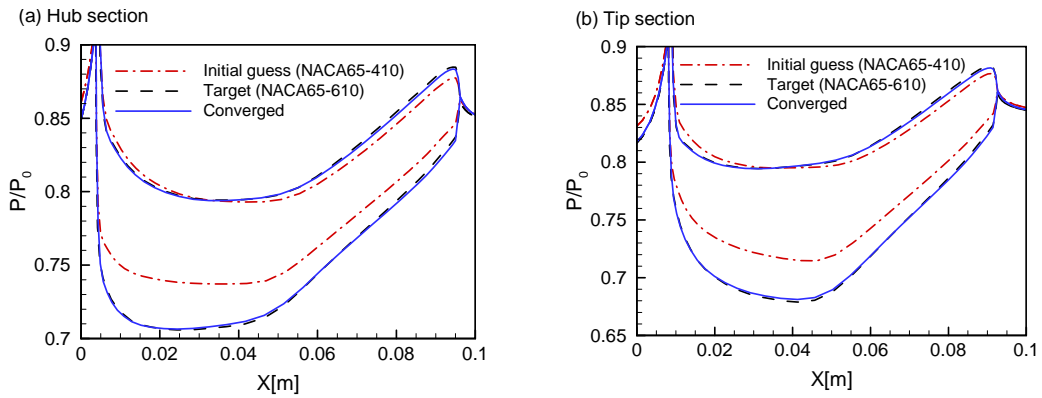 (a) Hub section
0.9
0.85
0.8
0.75
0.7
P/P0
Initial guess (NACA65-410)
Target (NACA65-610)
Converged
0 0.02 0.04 0.06 0.08 0.1
X[m]
(b) Tip section
0.9
0.85
0.8
0.75
0.7
0.65
P/P0
Initial guess (NACA65-410)
Target (NACA65-610)
Converged
0 0.02 0.04 0.06 0.08 0.1
X[m]